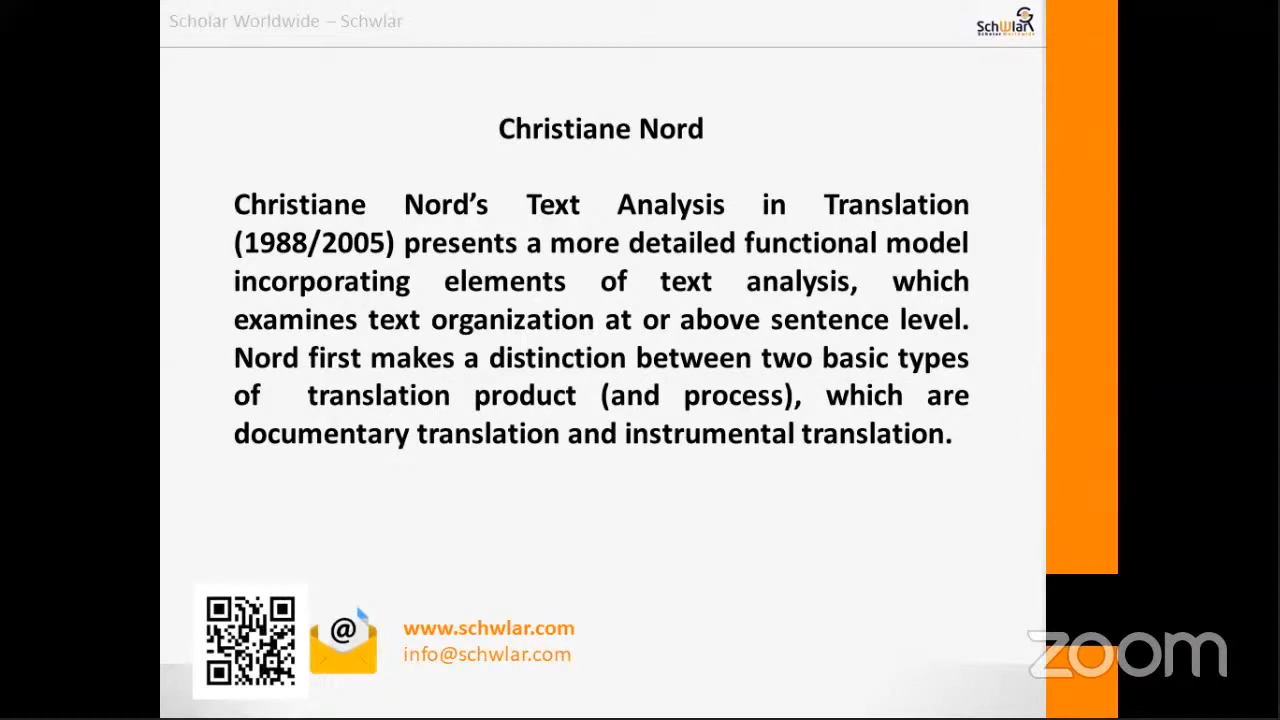 Scholar Worldwide – Schwlar
SchWlar
Scholar Worldwide
Christiane Nord
Christiane Nord’s Text Analysis in Translation
(1988/2005) presents a more detailed functional model
incorporating elements of text analysis, which
examines text organization at or above sentence level.
Nord first makes a distinction between two basic types
of translation product (and process), which are
documentary translation and instrumental translation.
@
www.schwlar.com
info@schwlar.com
zoom